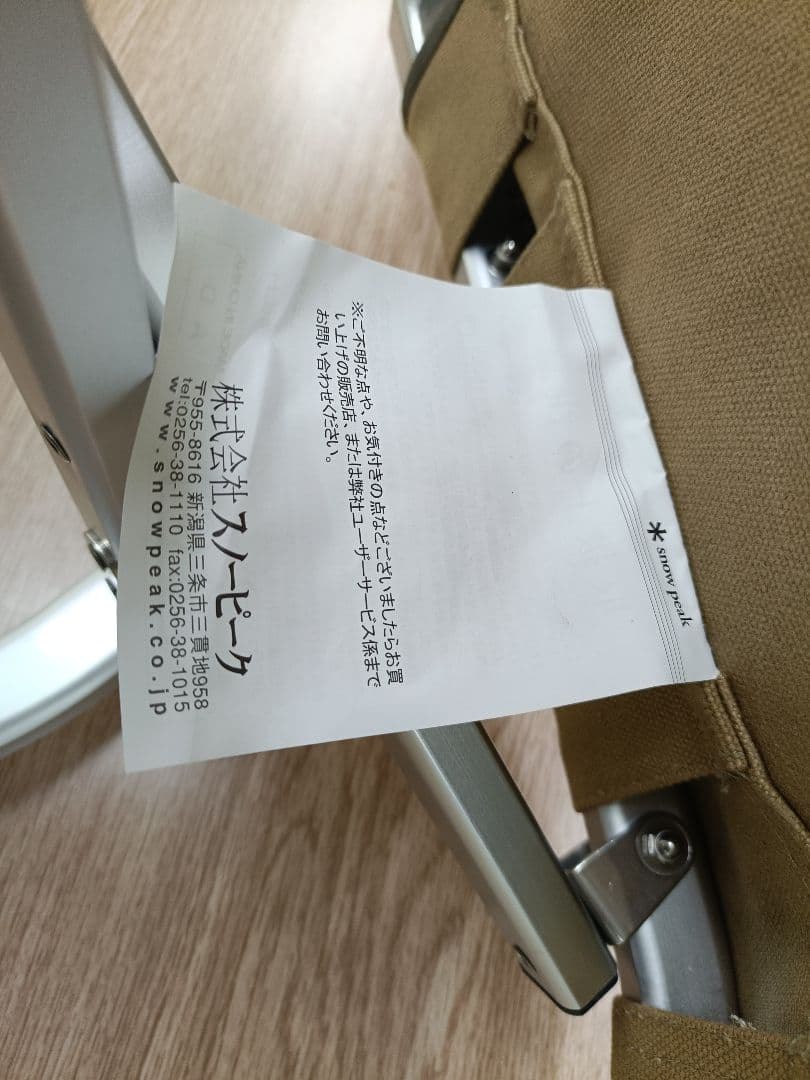 snow peak
※ご不明な点や、お気付きの点などございましたらお買
い上げの販売店、または弊社ユーザーサービス係まで
お問い合わせください。
株式会社スノーピーク
〒955-8616 新潟県三条市三貫地958
tel:0256-38-1110 fax:0256-38-1015
www.snowpeak.co.jp